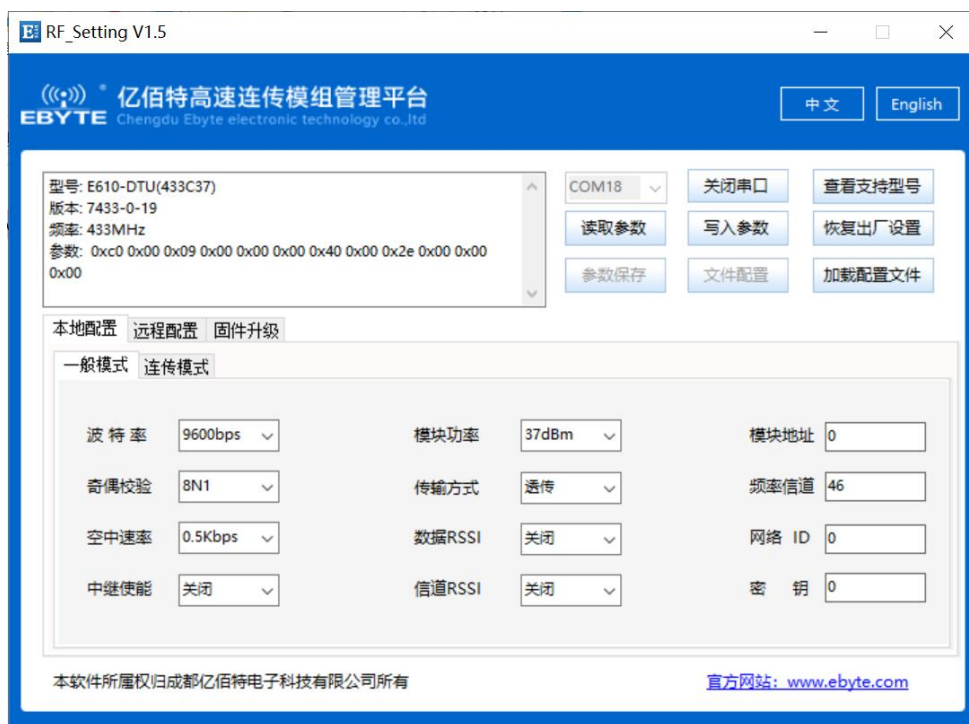 RF_Setting V1.5
亿佰特高速连传模组管理平台
EBYTE Chengdu Ebyte electronic technology co.,ltd
中文 English
型号: E610-DTU(433C37)
版本: 7433-0-19
频率: 433MHz
参数: 0xc0 0x00 0x09 0x00 0x00 0x00 0x40 0x00 0x2e 0x00 0x00
0x00
COM18 关闭串口 查看支持型号
读取参数 写入参数 恢复出厂设置
参数保存 文件配置 加载配置文件
本地配置 远程配置 固件升级
一般模式 连传模式
波特率 9600bps 模块功率 37dBm 模块地址 0
奇偶校验 8N1 传输方式 透传 频率信道 46
空中速率 0.5Kbps 数据RSSI 关闭 网络 ID 0
中继使能 关闭 信道RSSI 关闭 密 钥 0
本软件所属权归成都亿佰特电子科技有限公司所有 官方网站：www.ebyte.com